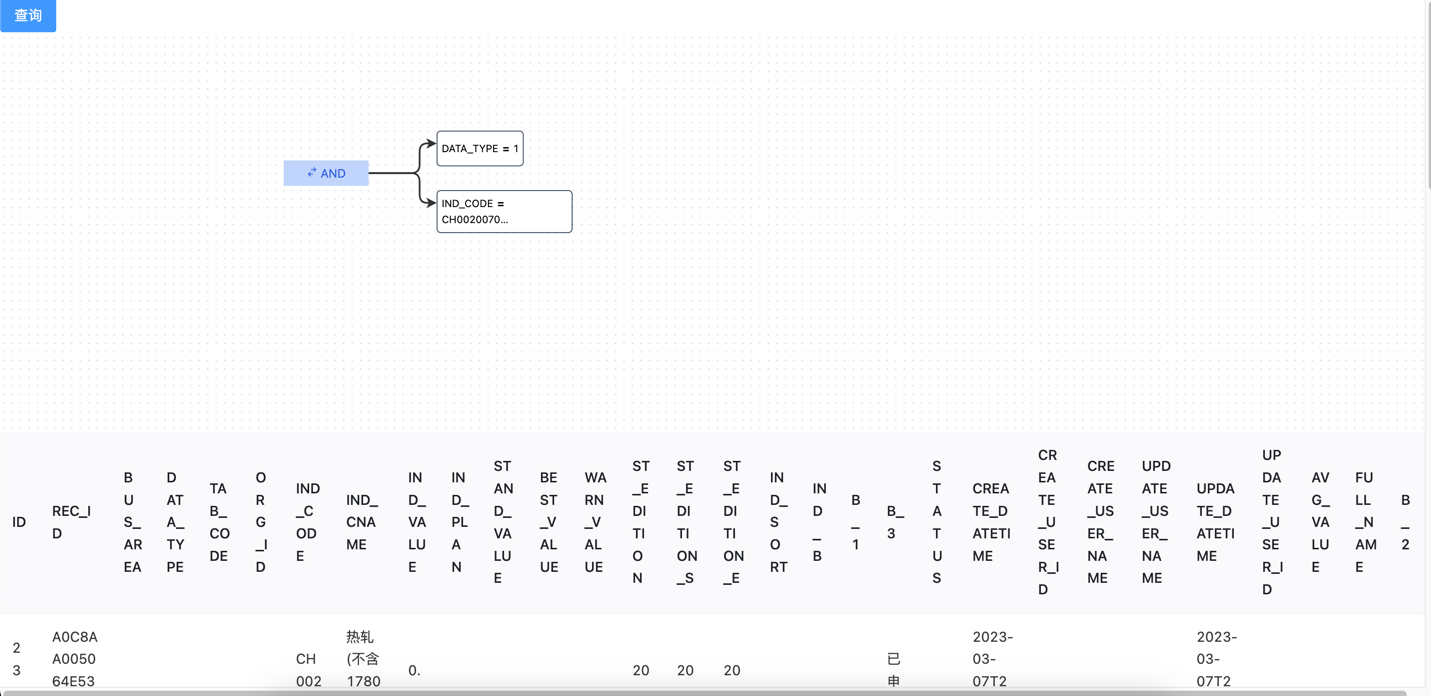 查询
DATA_TYPE = 1
AND
IND_CODE =
CH0020070...
ID
REC_I
D
B
U
S_
AR
EA
D
AT
A_
TY
PE
TA
B_
CO
DE
O
R
G
_I
D
IND
_C
OD
E
IND_
CNA
ME
IN
D_
VA
LU
E
IN
D_
PL
A
N
ST
AN
D_
VA
LU
E
BE
ST
_V
AL
UE
WA
RN
_V
AL
UE
ST
_E
DI
TI
O
N
ST
_E
DI
TI
ON
_S
ST
_E
DI
TI
ON
_E
IN
D_
S
O
RT
IN
D
_
B
B
_
1
B_
3
S
T
A
T
U
S
CREA
TE_D
ATETI
ME
CR
EA
TE
_U
SE
R_I
D
CRE
ATE
_US
ER_
NA
ME
UPD
ATE
_US
ER_
NA
ME
UPDA
TE_D
ATETI
ME
UP
DA
TE
_U
SE
R_I
D
AV
G_
VA
LU
E
FU
LL
_N
AM
E
B
_
2
2
3
A0C8A
A0050
64E53
CH
002
热轧
(不含
1780
0.
20
20
20
已
申
2023-
03-
07T2
2023-
03-
07T2